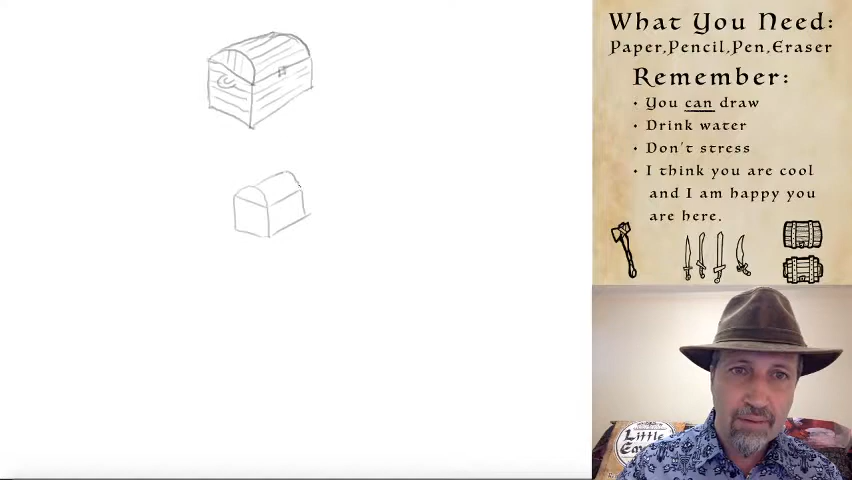 What You Need:
Paper,Pencil,Pen,Eraser
Remember:
• You can draw
• Drink water
• Don't stress
• I think you are cool
and I am happy you
are here.
Little